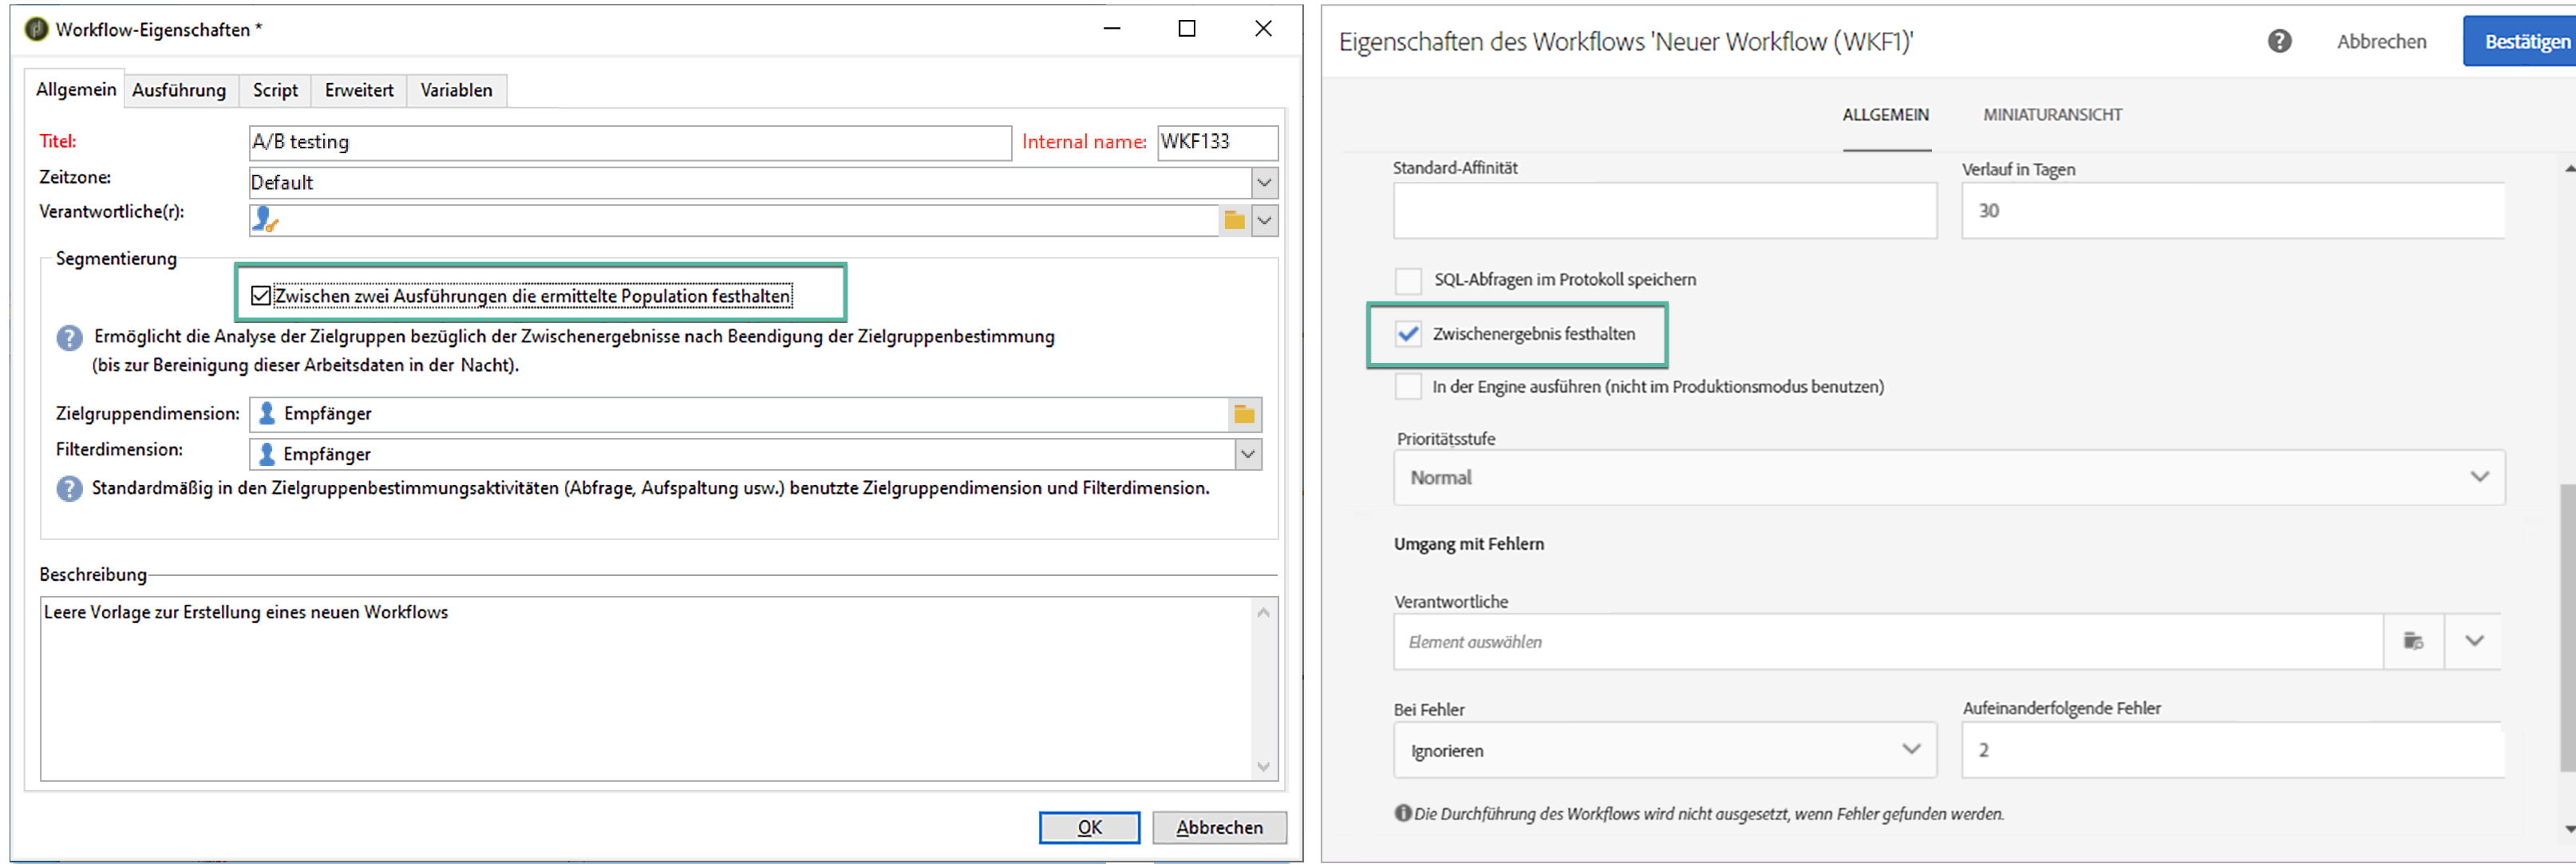 Workflow-Eigenschaften *
Allgemein Ausführung Script Erweitert Variablen
Titel: A/B testing Internal name: WKF133
Zeitzone: Default
Verantwortliche(r):
Segmentierung
Zwischen zwei Ausführungen die ermittelte Population festhalten
Ermöglicht die Analyse der Zielgruppen bezüglich der Zwischenergebnisse nach Beendigung der Zielgruppenbestimmung
(bis zur Bereinigung dieser Arbeitsdaten in der Nacht).
Zielgruppendimension: Empfänger
Filterdimension: Empfänger
Standardmäßig in den Zielgruppenbestimmungsaktivitäten (Abfrage, Aufspaltung usw.) benutzte Zielgruppendimension und Filterdimension.
Beschreibung
Leere Vorlage zur Erstellung eines neuen Workflows
OK Abbrechen
Eigenschaften des Workflows 'Neuer Workflow (WKF1)'
Abbrechen Bestätigen
ALLGEMEIN MINIATURANSICHT
Standard-Affinität Verlauf in Tagen
30
SQL-Abfragen im Protokoll speichern
Zwischenergebnis festhalten
In der Engine ausführen (nicht im Produktionsmodus benutzen)
Prioritätsstufe
Normal
Umgang mit Fehlern
Verantwortliche
Element auswählen
Bei Fehler Aufeinanderfolgende Fehler
Ignorieren 2
Die Durchführung des Workflows wird nicht ausgesetzt, wenn Fehler gefunden werden.